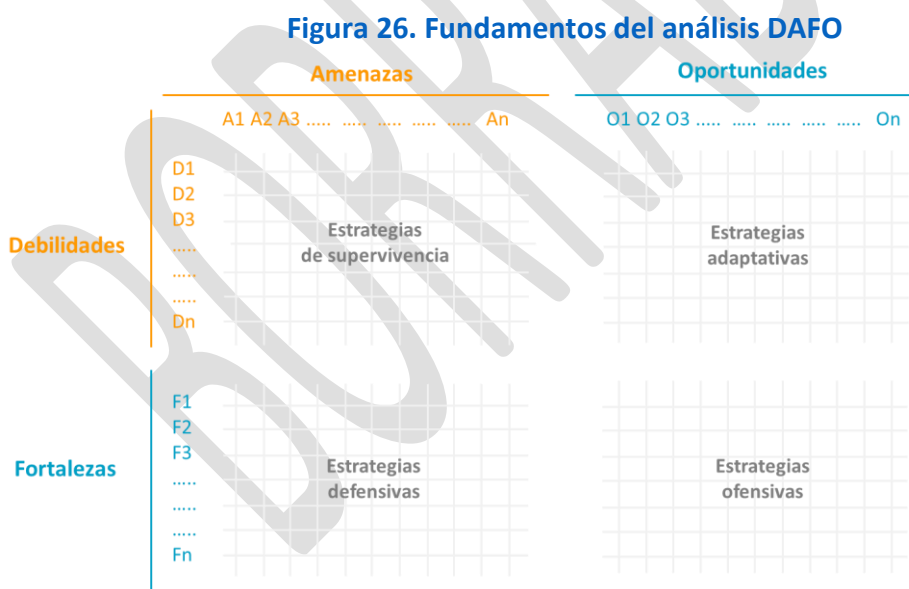 Figura 26. Fundamentos del análisis DAFO
Amenazas
Oportunidades
A1 A2 A3 ..... ..... ..... ..... ..... An
O1 O2 O3 ..... ..... ..... ..... ..... On
Debilidades
D1
D2
D3
.....
.....
.....
Dn
Estrategias
de supervivencia
Estrategias
adaptativas
Fortalezas
F1
F2
F3
.....
.....
.....
Fn
Estrategias
defensivas
Estrategias
ofensivas